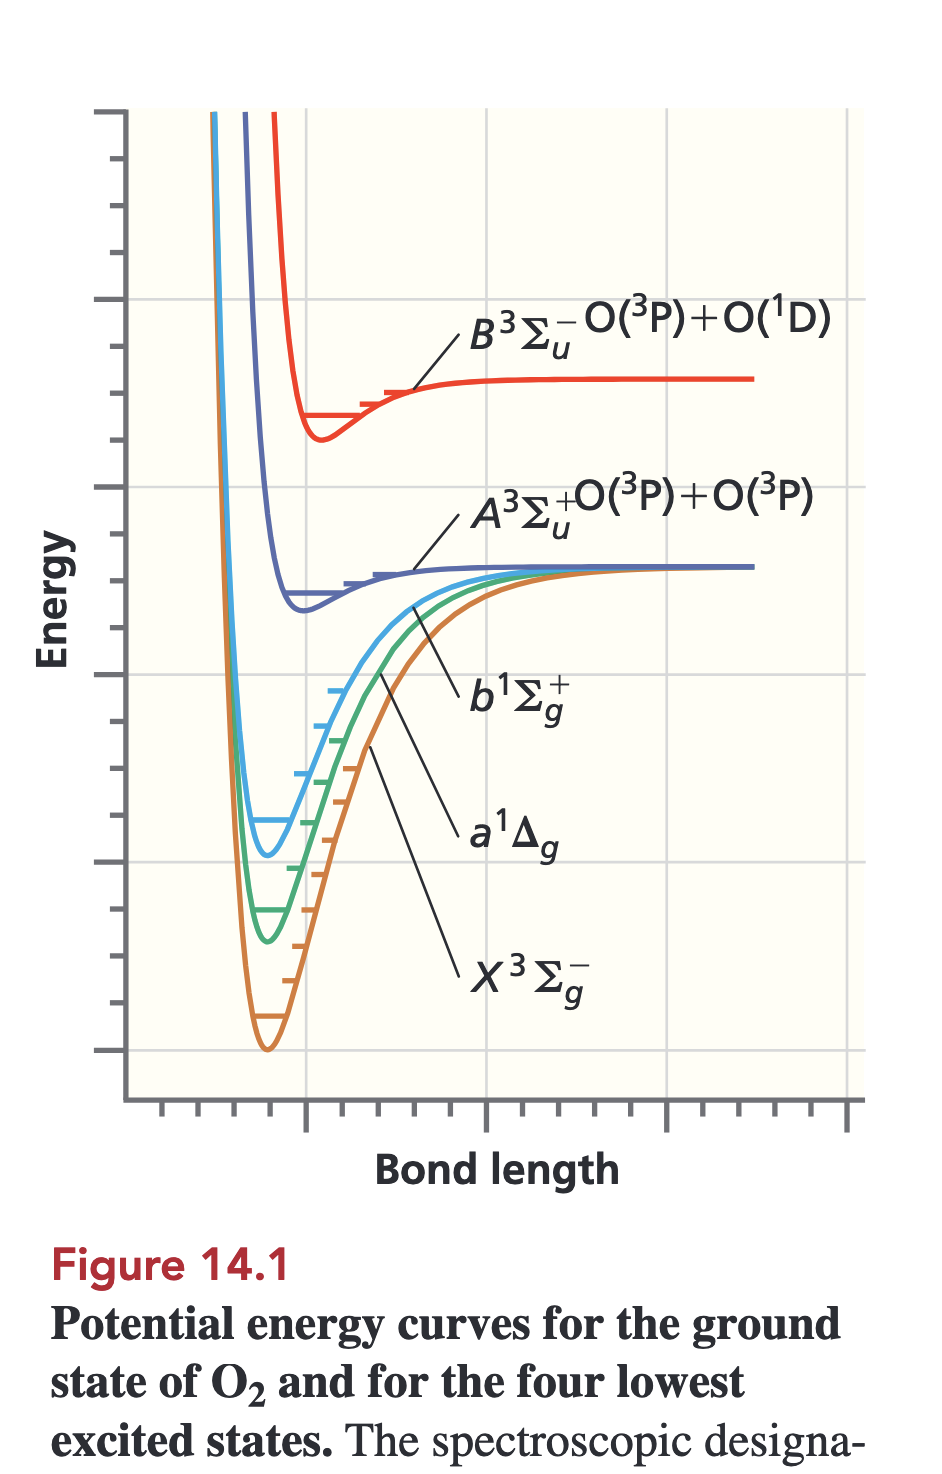 B³Σᵤ⁻ O(³P)+O(¹D)
A³Σᵤ⁺ O(³P)+O(³P)
Energy
b¹Σg⁺
a¹Δg
X³Σg⁻
Bond length
Figure 14.1
Potential energy curves for the ground
state of O₂ and for the four lowest
excited states. The spectroscopic designa-